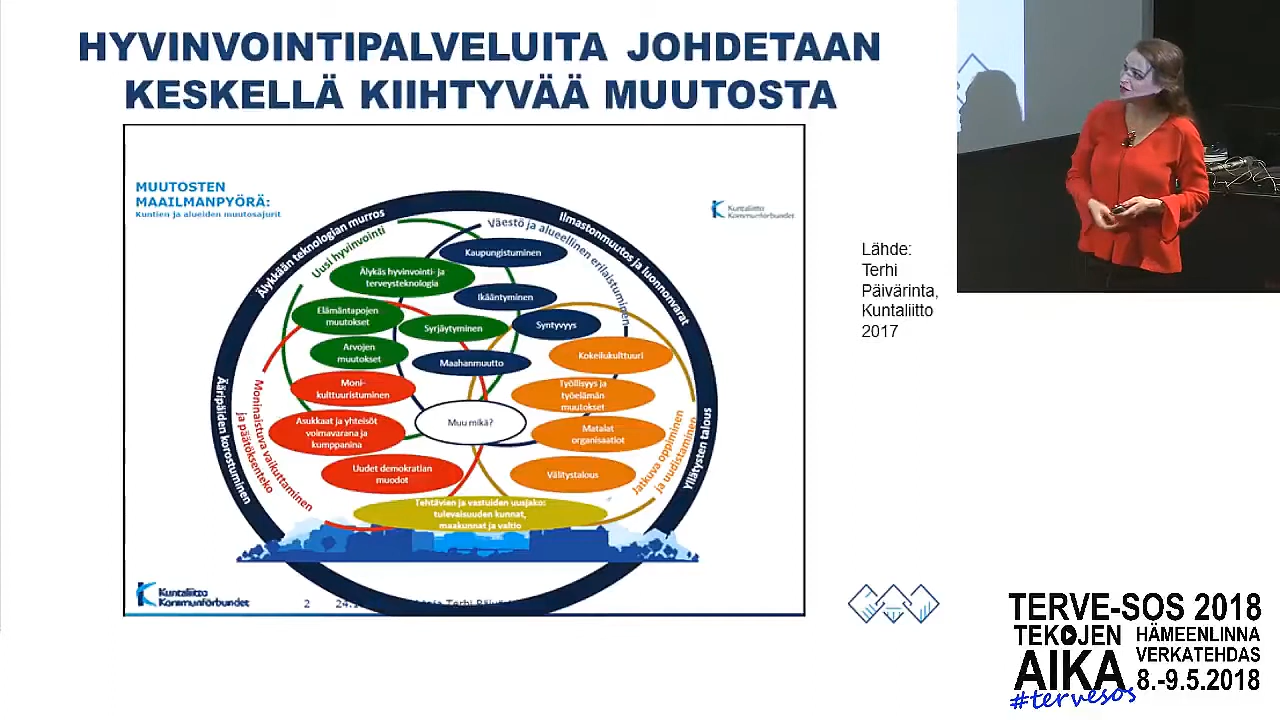 HYVINVOINTIPALVELUITA JOHDETAAN
KESKELLÄ KIIHTYVÄÄ MUUTOSTA
MUUTOSTEN
MAAILMANPYÖRÄ:
Kuntien ja alueiden muutosajurit
Kuntaliitto
Kommunförbundet
Älykkään teknologian murros
Ilmastonmuutos ja luonnonvarat
Ääripäiden korostuminen
Yllätysten talous
Uusi hyvinvointi
Väestö ja alueellinen erilaistuminen
Kaupungistuminen
Älykäs hyvinvointi- ja
terveysteknologia
Ikääntyminen
Elämäntapojen
muutokset
Syrjäytyminen
Syntyvyys
Arvojen
muutokset
Maahanmuutto
Kokeilukulttuuri
Moni-
kulttuuristuminen
Työllisyys ja
työelämän
muutokset
Moninaistuva vaikuttaminen
ja päätöksenteko
Asukkaat ja yhteisöt
voimavarana ja
kumppanina
Muu mikä?
Matalat
organisaatiot
Jatkuva oppiminen
ja uudistaminen
Uudet demokratian
muodot
Välitystalous
Tehtävien ja vastuiden uusjako:
tulevaisuuden kunnat,
maakunnat ja valtio
Kuntaliitto
Kommunförbundet
2
Lähde:
Terhi
Päivärinta,
Kuntaliitto
2017
TERVE-SOS 2018
TEKOJEN
AIKA
HÄMEENLINNA
VERKATEHDAS
8.-9.5.2018
#tervesos